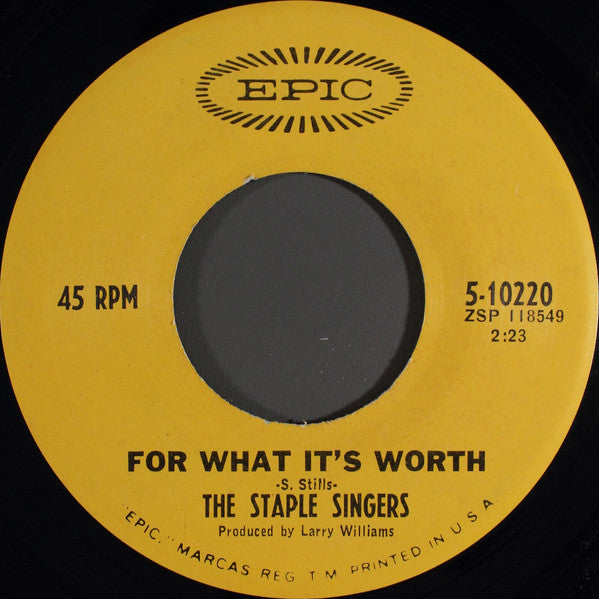 EPIC
45 RPM
5-10220
ZSP 118549
2:23
FOR WHAT IT'S WORTH
-S. Stills-
THE STAPLE SINGERS
Produced by Larry Williams
"EPIC," MARCAS REG. T M PRINTED IN U S A